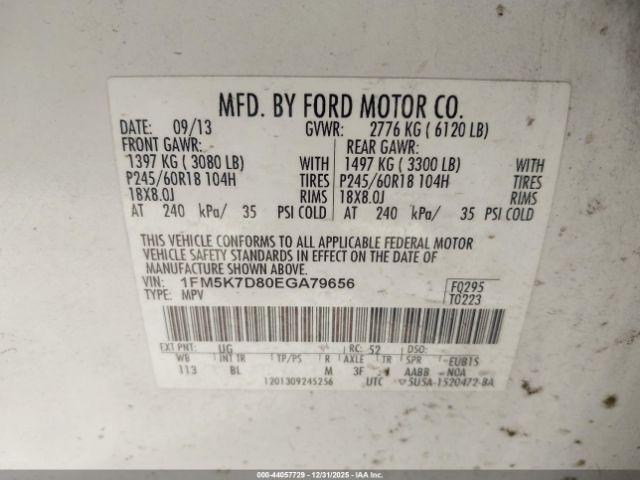 MFD. BY FORD MOTOR CO.
DATE: 09/13 GVWR: 2776 KG ( 6120 LB)
FRONT GAWR: REAR GAWR:
1397 KG ( 3080 LB) WITH 1497 KG ( 3300 LB) WITH
P245/60R18 104H TIRES P245/60R18 104H TIRES
18X8.0J RIMS 18X8.0J RIMS
AT 240 kPa/ 35 PSI COLD AT 240 kPa/ 35 PSI COLD
THIS VEHICLE CONFORMS TO ALL APPLICABLE FEDERAL MOTOR
VEHICLE SAFETY STANDARDS IN EFFECT ON THE DATE OF
MANUFACTURE SHOWN ABOVE.
VIN: 1FM5K7D80EGA79656 F0295
TYPE: MPV T0223
EXT PNT: UG RC: 52 DSO:
WB INT TR TP/PS R AXLE TR SPR EUB15
113 BL M 3F AABB NOA
1201309245256 UTC 5U5A-1520472-BA
000-44057729 - 12/31/2025 - IAA Inc.